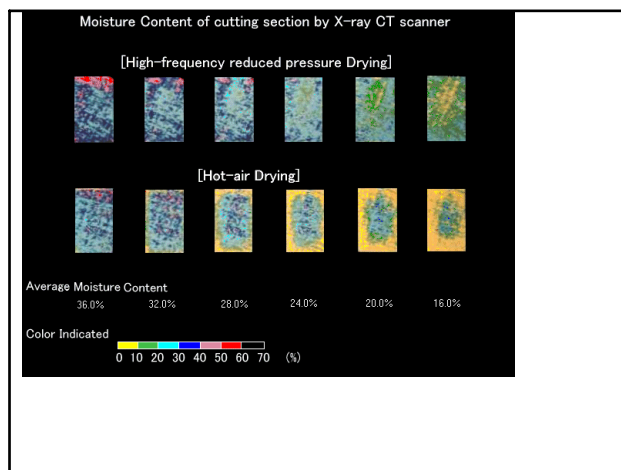 Moisture Content of cutting section by X-ray CT scanner
[High-frequency reduced pressure Drying]
[Hot-air Drying]
Average Moisture Content
36.0% 32.0% 28.0% 24.0% 20.0% 16.0%
Color Indicated
0 10 20 30 40 50 60 70 (%)